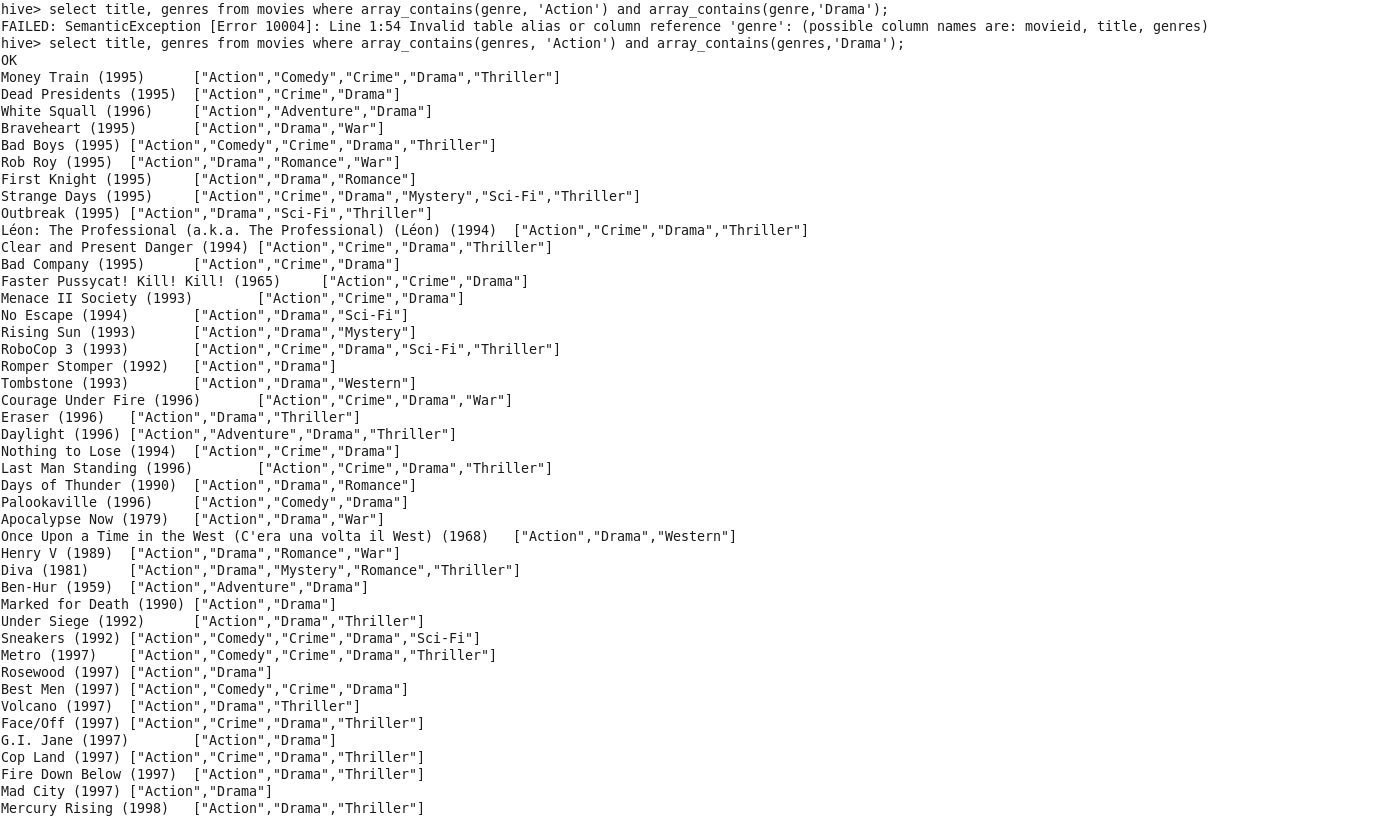 hive> select title, genres from movies where array_contains(genre, 'Action') and array_contains(genre,'Drama');
FAILED: SemanticException [Error 10004]: Line 1:54 Invalid table alias or column reference 'genre': (possible column names are: movieid, title, genres)
hive> select title, genres from movies where array_contains(genres, 'Action') and array_contains(genres,'Drama');
OK
Money Train (1995)	["Action","Comedy","Crime","Drama","Thriller"]
Dead Presidents (1995)	["Action","Crime","Drama"]
White Squall (1996)	["Action","Adventure","Drama"]
Braveheart (1995)	["Action","Drama","War"]
Bad Boys (1995)	["Action","Comedy","Crime","Drama","Thriller"]
Rob Roy (1995)	["Action","Drama","Romance","War"]
First Knight (1995)	["Action","Drama","Romance"]
Strange Days (1995)	["Action","Crime","Drama","Mystery","Sci-Fi","Thriller"]
Outbreak (1995)	["Action","Drama","Sci-Fi","Thriller"]
Léon: The Professional (a.k.a. The Professional) (Léon) (1994)	["Action","Crime","Drama","Thriller"]
Clear and Present Danger (1994)	["Action","Crime","Drama","Thriller"]
Bad Company (1995)	["Action","Crime","Drama"]
Faster Pussycat! Kill! Kill! (1965)	["Action","Crime","Drama"]
Menace II Society (1993)	["Action","Crime","Drama"]
No Escape (1994)	["Action","Drama","Sci-Fi"]
Rising Sun (1993)	["Action","Drama","Mystery"]
RoboCop 3 (1993)	["Action","Crime","Drama","Sci-Fi","Thriller"]
Romper Stomper (1992)	["Action","Drama"]
Tombstone (1993)	["Action","Drama","Western"]
Courage Under Fire (1996)	["Action","Crime","Drama","War"]
Eraser (1996)	["Action","Drama","Thriller"]
Daylight (1996)	["Action","Adventure","Drama","Thriller"]
Nothing to Lose (1994)	["Action","Crime","Drama"]
Last Man Standing (1996)	["Action","Crime","Drama","Thriller"]
Days of Thunder (1990)	["Action","Drama","Romance"]
Palookaville (1996)	["Action","Comedy","Drama"]
Apocalypse Now (1979)	["Action","Drama","War"]
Once Upon a Time in the West (C'era una volta il West) (1968)	["Action","Drama","Western"]
Henry V (1989)	["Action","Drama","Romance","War"]
Diva (1981)	["Action","Drama","Mystery","Romance","Thriller"]
Ben-Hur (1959)	["Action","Adventure","Drama"]
Marked for Death (1990)	["Action","Drama"]
Under Siege (1992)	["Action","Drama","Thriller"]
Sneakers (1992)	["Action","Comedy","Crime","Drama","Sci-Fi"]
Metro (1997)	["Action","Comedy","Crime","Drama","Thriller"]
Rosewood (1997)	["Action","Drama"]
Best Men (1997)	["Action","Comedy","Crime","Drama"]
Volcano (1997)	["Action","Drama","Thriller"]
Face/Off (1997)	["Action","Crime","Drama","Thriller"]
G.I. Jane (1997)	["Action","Drama"]
Cop Land (1997)	["Action","Crime","Drama","Thriller"]
Fire Down Below (1997)	["Action","Drama","Thriller"]
Mad City (1997)	["Action","Drama"]
Mercury Rising (1998)	["Action","Drama","Thriller"]